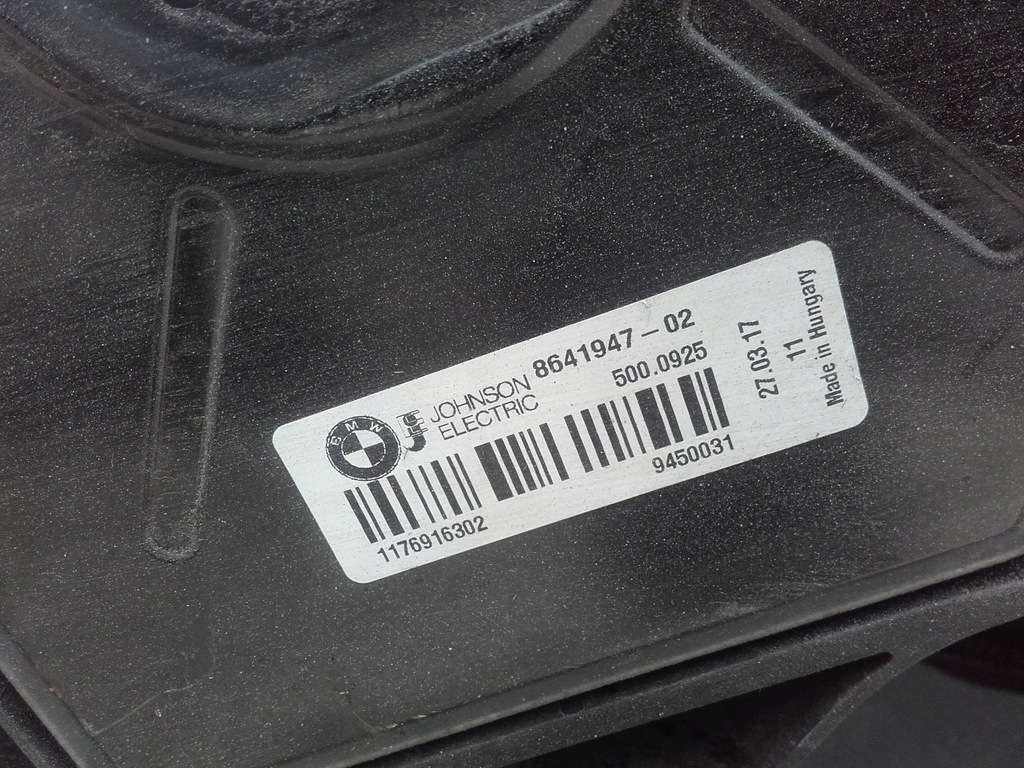 BMW
JOHNSON
ELECTRIC
8641947-02
500.0925
1176916302
9450031
27.03.17
11
Made in Hungary